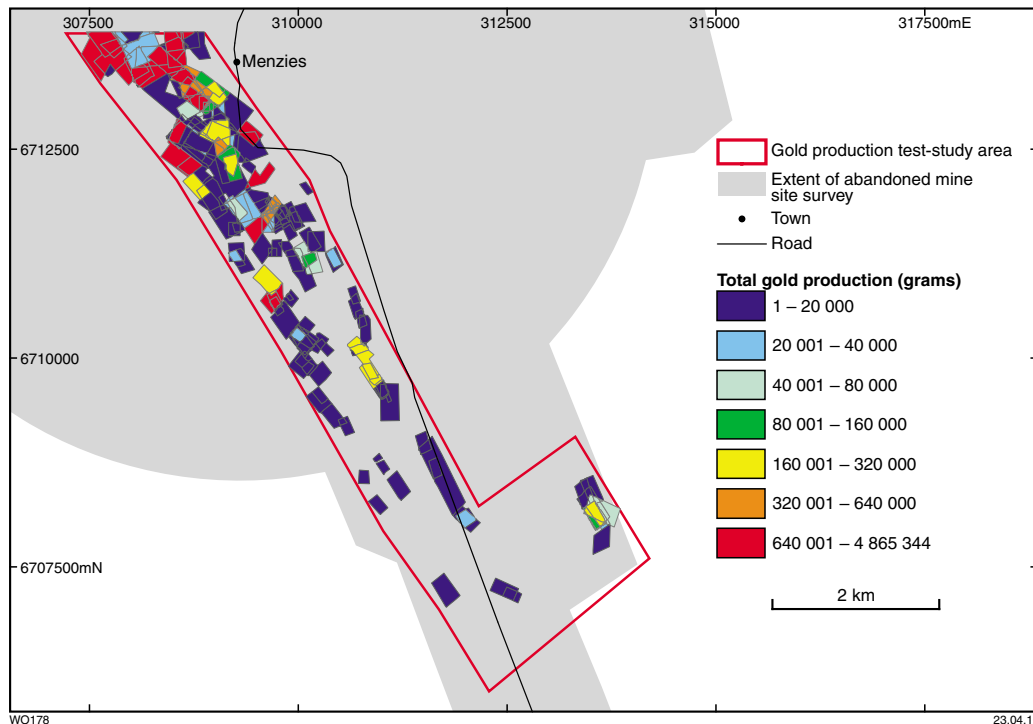 307500
310000
312500
315000
317500mE
Menzies
6712500
6710000
6707500mN
Gold production test-study area
Extent of abandoned mine
site survey
Town
Road
Total gold production (grams)
1 – 20 000
20 001 – 40 000
40 001 – 80 000
80 001 – 160 000
160 001 – 320 000
320 001 – 640 000
640 001 – 4 865 344
2 km
WO178
23.04.1